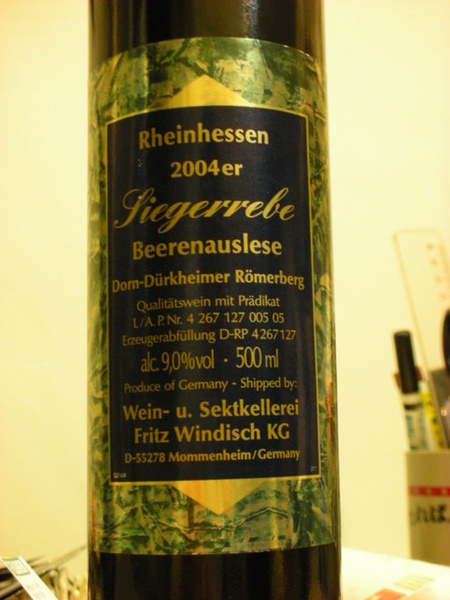 Rheinhessen
2004er
Siegerrebe
Beerenauslese
Dorn-Dürkheimer Römerberg
Qualitätswein mit Prädikat
L/A.P.Nr. 4 267 127 005 05
Erzeugerabfüllung D-RP 4267127
alc. 9,0%vol · 500 ml
Produce of Germany - Shipped by:
Wein- u. Sektkellerei
Fritz Windisch KG
D-55278 Mommenheim/Germany